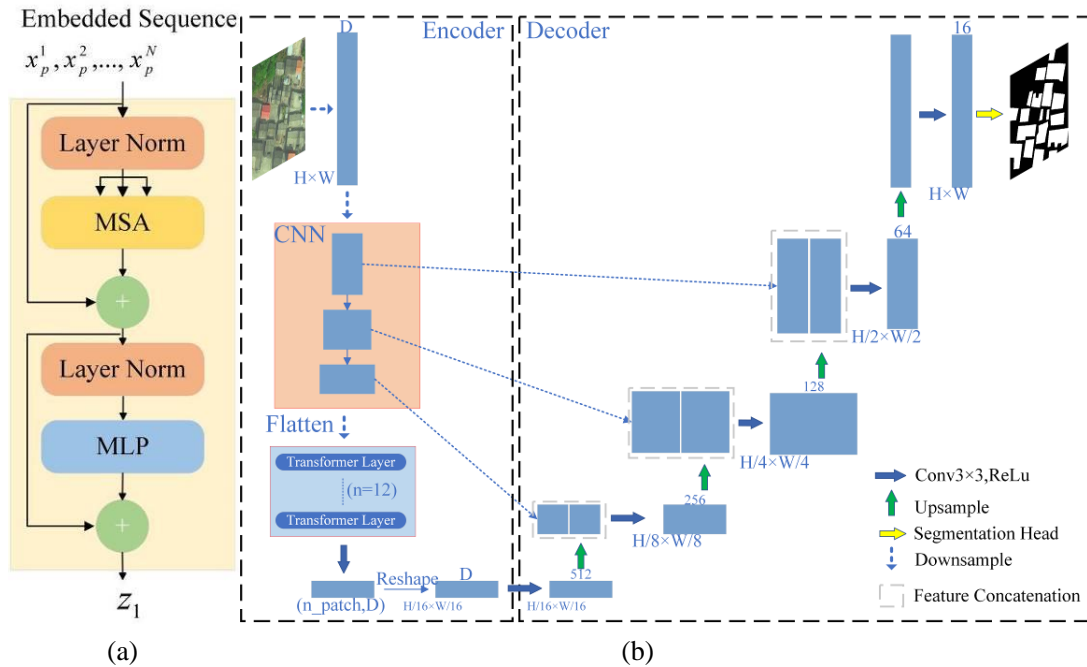 Embedded Sequence
x_p^1, x_p^2,..., x_p^N
Layer Norm
MSA
+
Layer Norm
MLP
+
z_1
(a)
D
Encoder
H×W
CNN
Flatten
Transformer Layer
(n=12)
Transformer Layer
Reshape
(n_patch,D)
D
H/16×W/16
Decoder
512
H/16×W/16
256
H/8×W/8
128
H/4×W/4
64
H/2×W/2
16
H×W
Conv3×3,ReLu
Upsample
Segmentation Head
Downsample
Feature Concatenation
(b)